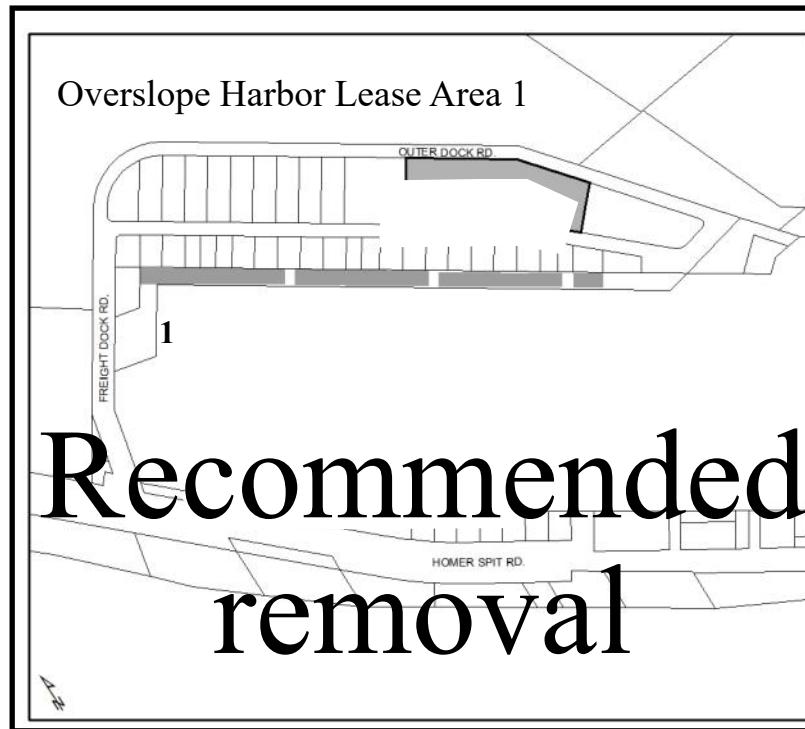 Overslope Harbor Lease Area 1
OUTER DOCK RD.
FREIGHT DOCK RD.
1
Recommended
HOMER SPIT RD.
removal
N